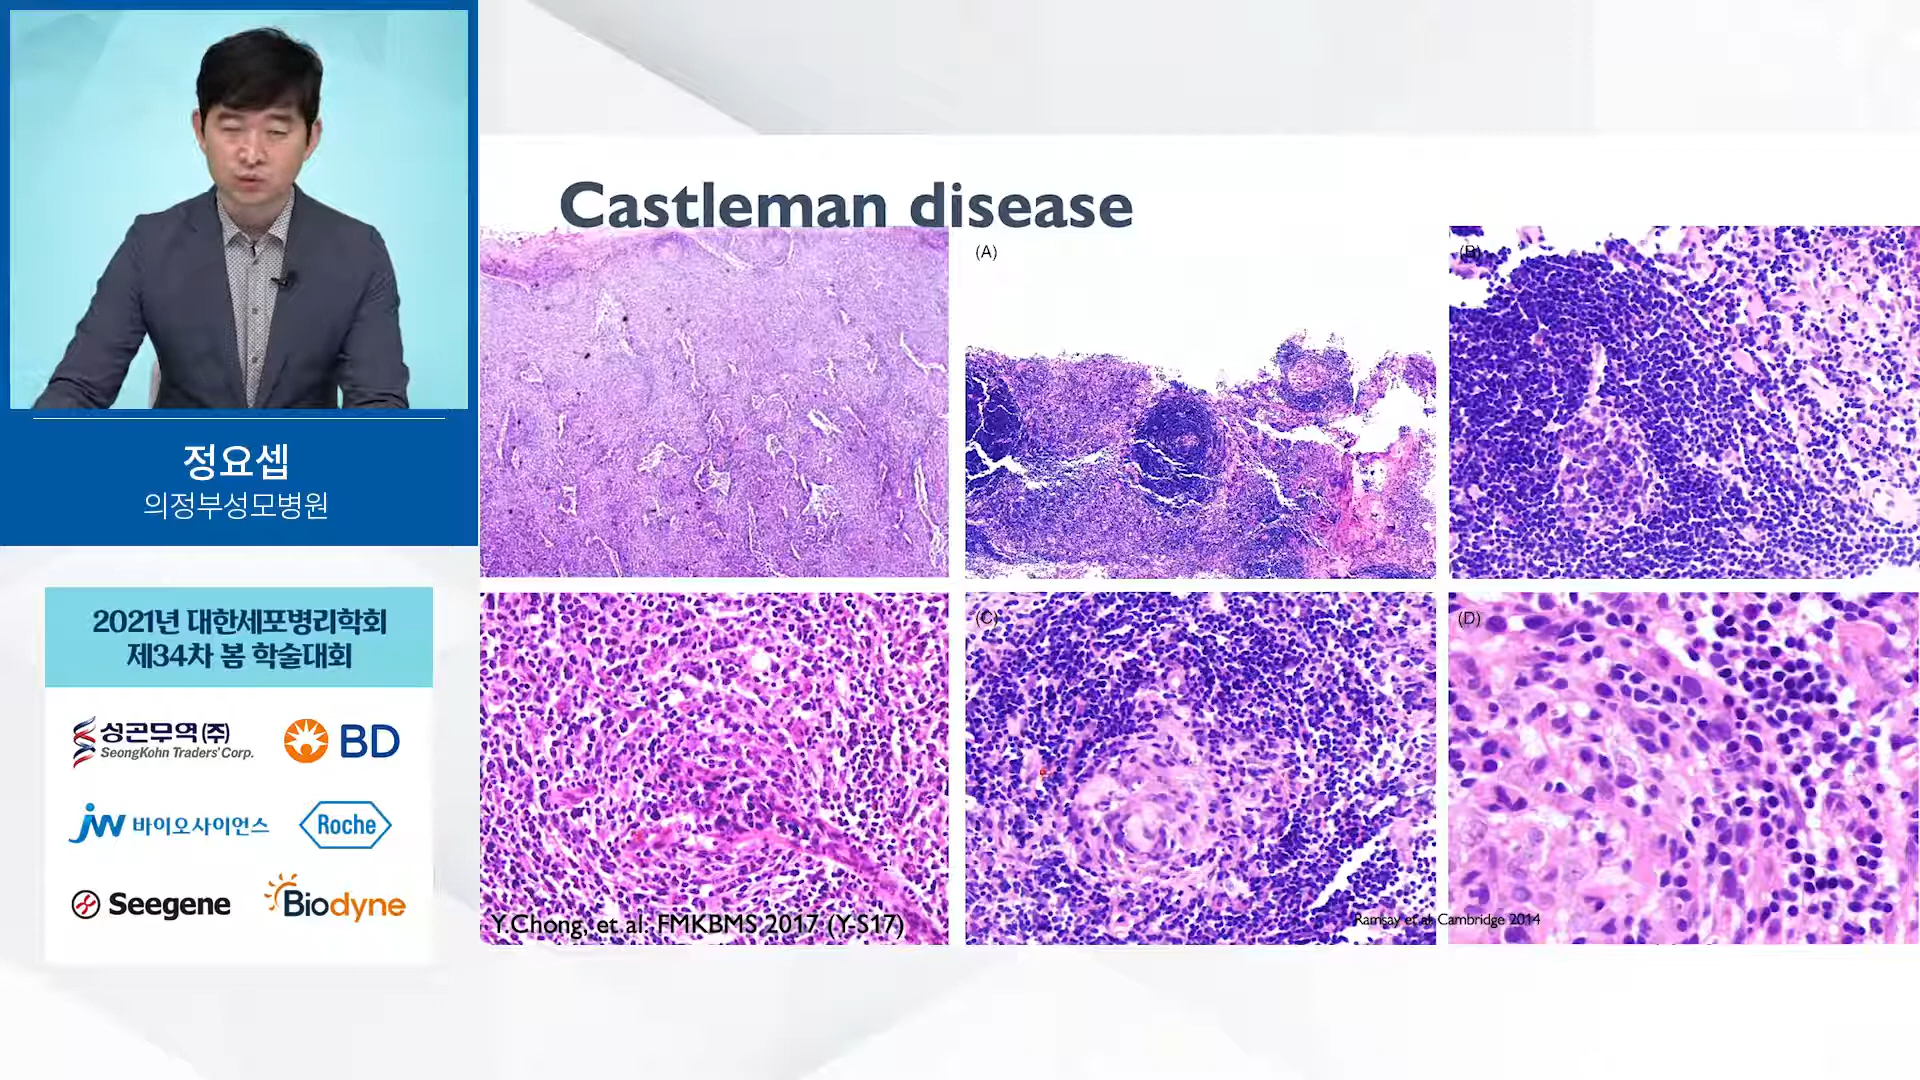 정요셉
의정부성모병원
2021년 대한세포병리학회
제34차 봄 학술대회
성곤무역(주)
SeongKohn Traders' Corp.
BD
jw 바이오사이언스
Roche
Seegene
Biodyne
Castleman disease
(A)
(B)
(C)
(D)
Y.Chong, et al. FMKBMS 2017 (Y-S17)
Ramsay et al. Cambridge 2014